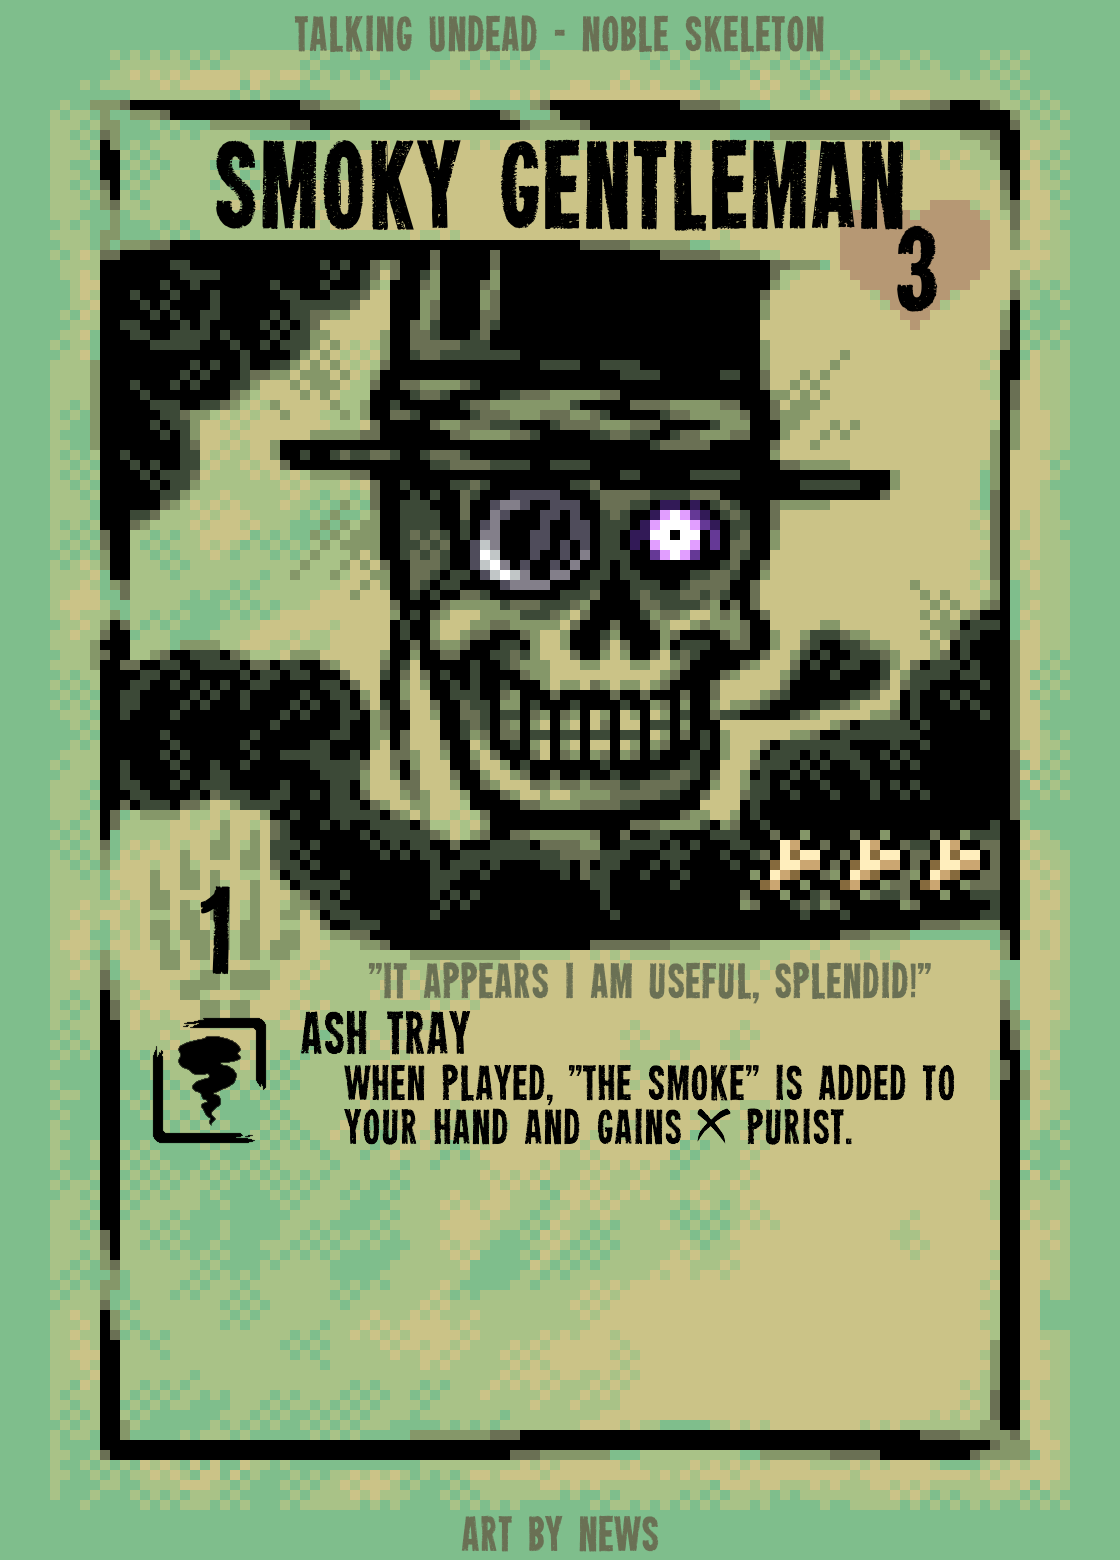 TALKING UNDEAD - NOBLE SKELETON
SMOKY GENTLEMAN
3
1
"IT APPEARS I AM USEFUL, SPLENDID!"
ASH TRAY
WHEN PLAYED, "THE SMOKE" IS ADDED TO
YOUR HAND AND GAINS PURIST.
ART BY NEWS